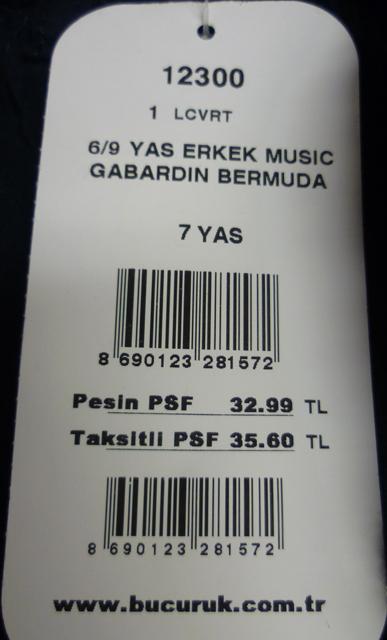 12300
1 LCVRT
6/9 YAS ERKEK MUSIC
GABARDIN BERMUDA
7 YAS
8 690123 281572
Pesin PSF 32.99 TL
Taksitli PSF 35.60 TL
8 690123 281572
www.bucuruk.com.tr